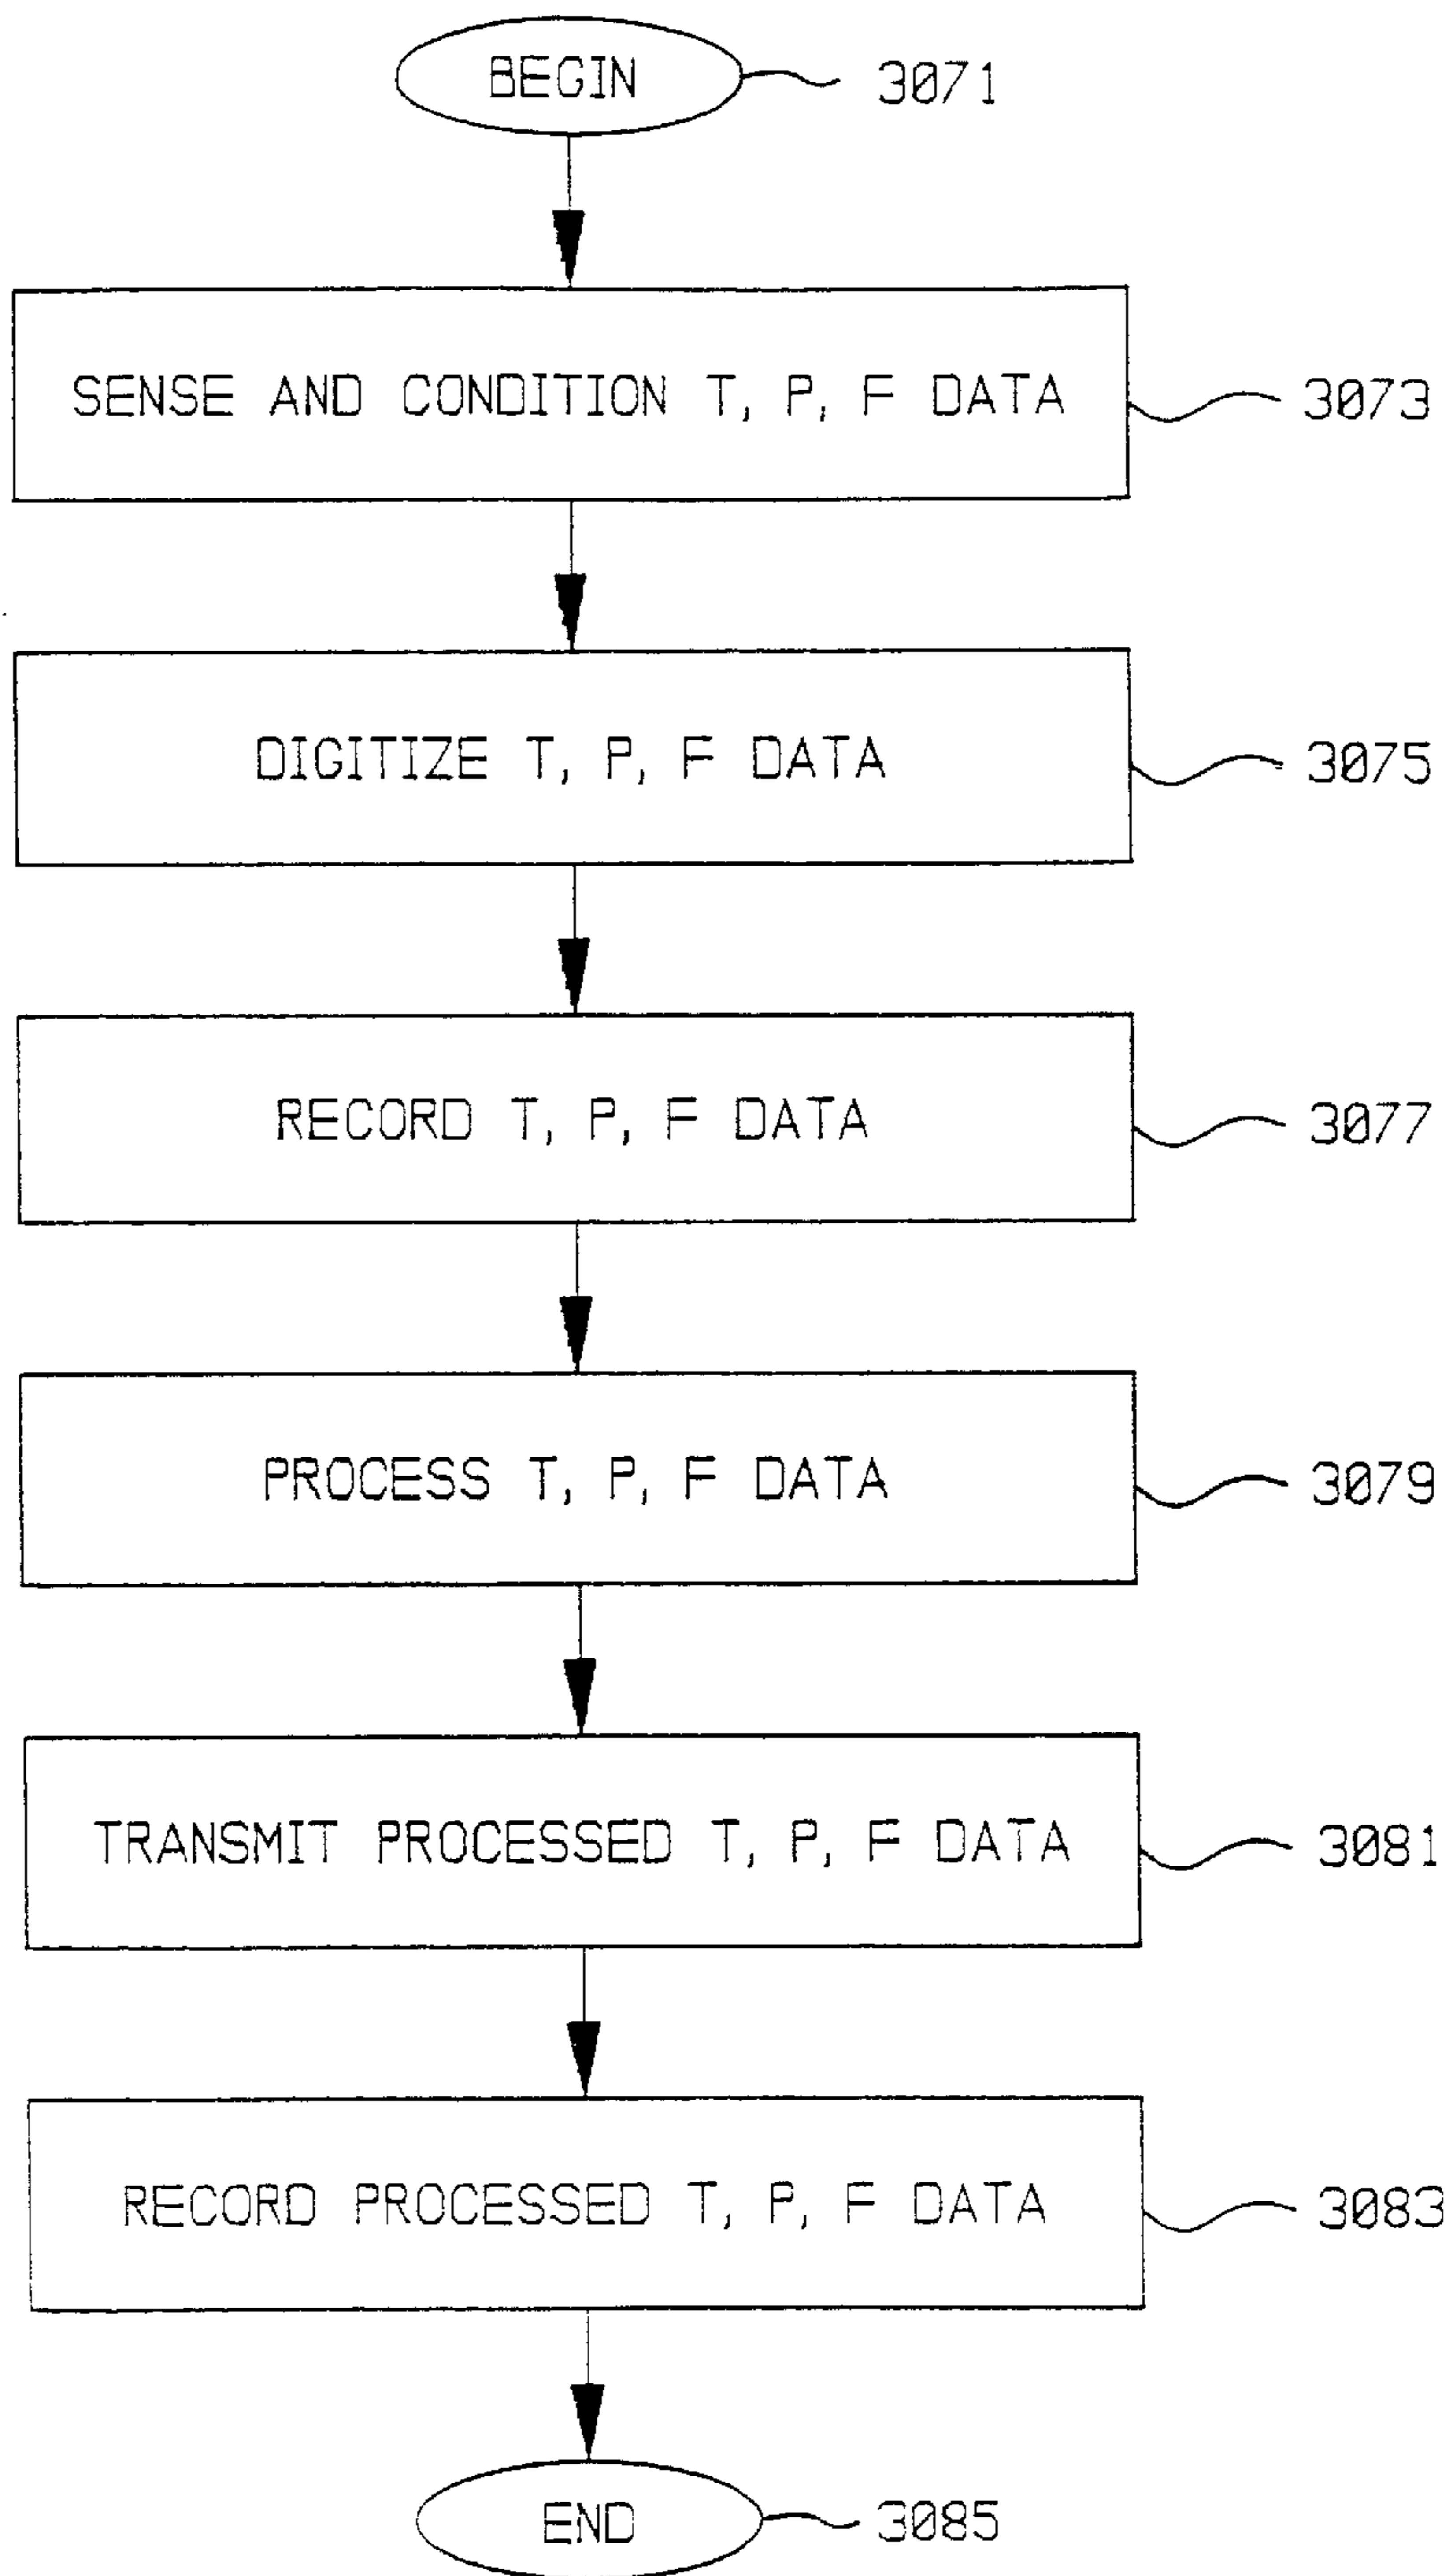 BEGIN 3071
SENSE AND CONDITION T, P, F DATA 3073
DIGITIZE T, P, F DATA 3075
RECORD T, P, F DATA 3077
PROCESS T, P, F DATA 3079
TRANSMIT PROCESSED T, P, F DATA 3081
RECORD PROCESSED T, P, F DATA 3083
END 3085